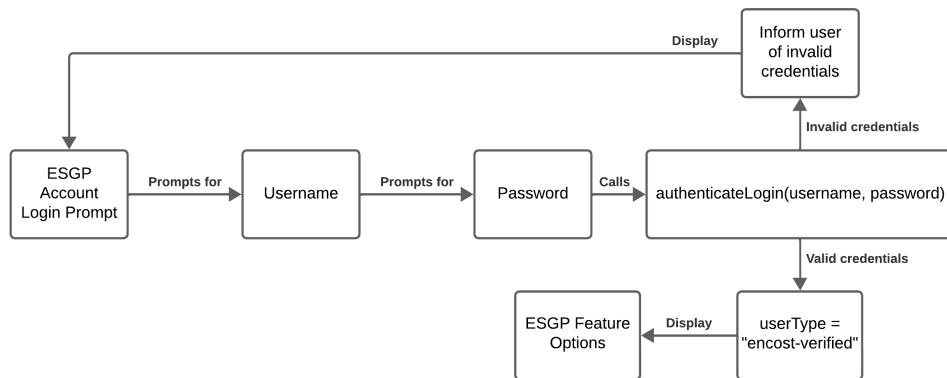 Inform user
of invalid
credentials
Display
Invalid credentials
ESGP
Account
Login Prompt
Prompts for
Username
Prompts for
Password
Calls
authenticateLogin(username, password)
Valid credentials
ESGP Feature
Options
Display
userType =
"encost-verified"